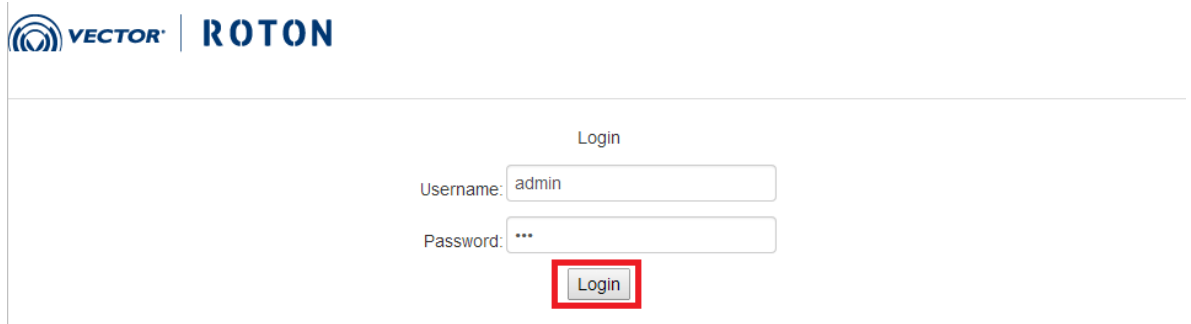 VECTOR ROTON
Login
Username: admin
Password: •••
Login